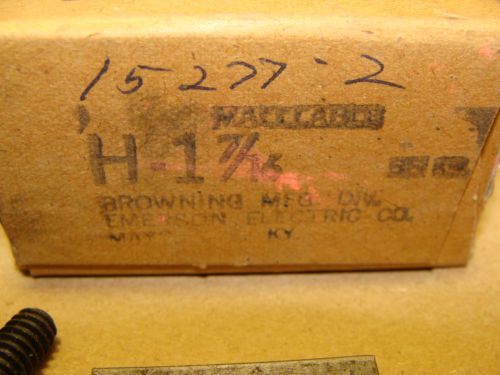 15277-2
MALLEABLE
H-1 7/16
BROWNING MFG. DIV.
EMERSON ELECTRIC CO.
KY.